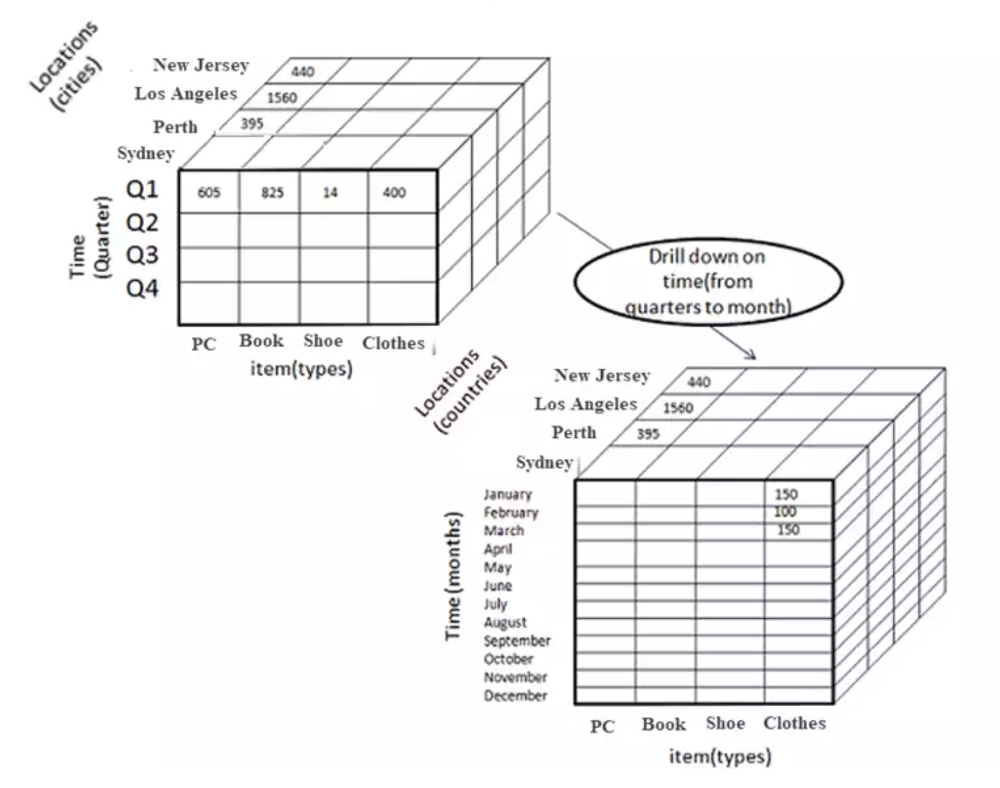 Locations
(cities)
New Jersey
440
Los Angeles
1560
Perth
395
Sydney
Time
(Quarter)
Q1
605 825 14 400
Q2
Q3
Q4
PC Book Shoe Clothes
item(types)
Drill down on
time(from
quarters to month)
Locations
(countries)
New Jersey
440
Los Angeles
1560
Perth
395
Sydney
Time(months)
January 150
February 100
March 150
April
May
June
July
August
September
October
November
December
PC Book Shoe Clothes
item(types)